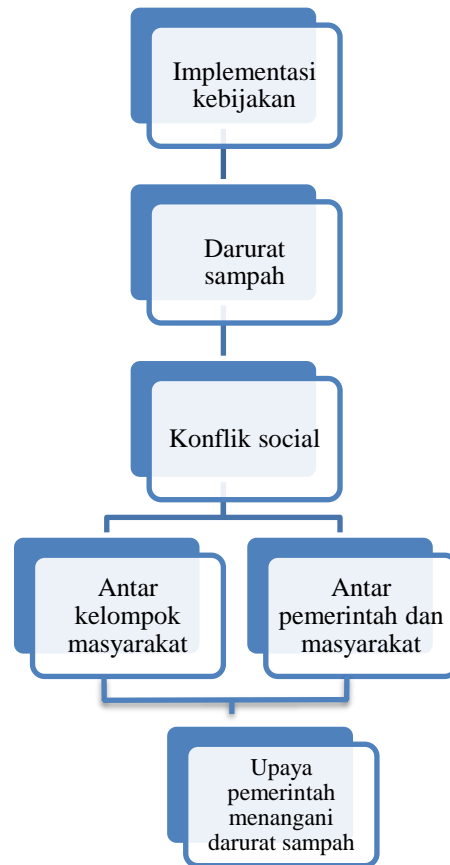 Implementasi
kebijakan
Darurat
sampah
Konflik social
Antar
kelompok
masyarakat
Antar
pemerintah dan
masyarakat
Upaya
pemerintah
menangani
darurat sampah